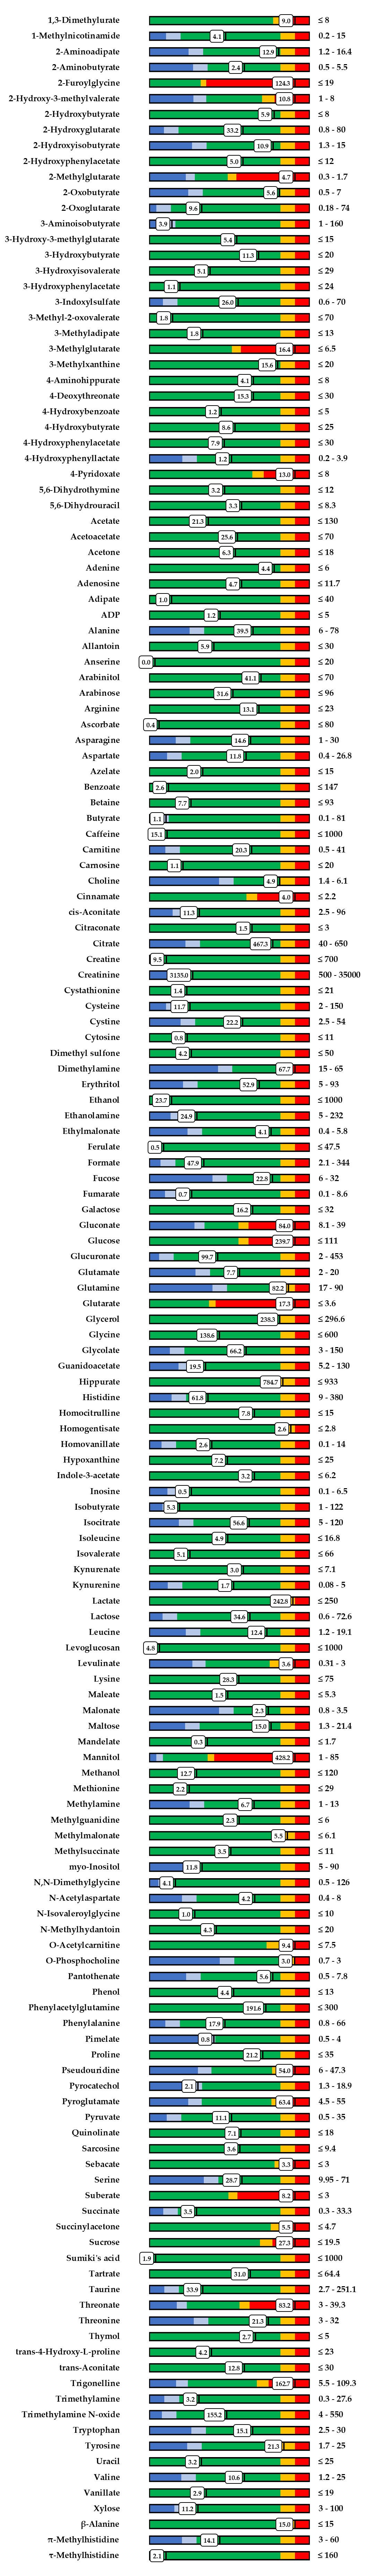 1,3-Dimethylurate 9.0 ≤ 8
1-Methylnicotinamide 4.1 0.2 - 15
2-Aminoadipate 12.9 1.2 - 16.4
2-Aminobutyrate 2.4 0.5 - 5.5
2-Furoylglycine 124.3 ≤ 19
2-Hydroxy-3-methylvalerate 10.8 1 - 8
2-Hydroxybutyrate 5.9 ≤ 8
2-Hydroxyglutarate 33.2 0.8 - 80
2-Hydroxyisobutyrate 10.9 1.3 - 15
2-Hydroxyphenylacetate 5.0 ≤ 12
2-Methylglutarate 4.7 0.3 - 1.7
2-Oxobutyrate 5.6 0.5 - 7
2-Oxoglutarate 9.6 0.18 - 74
3-Aminoisobutyrate 3.9 1 - 160
3-Hydroxy-3-methylglutarate 5.4 ≤ 15
3-Hydroxybutyrate 11.3 ≤ 20
3-Hydroxyisovalerate 5.1 ≤ 29
3-Hydroxyphenylacetate 1.1 ≤ 24
3-Indoxylsulfate 26.0 0.6 - 70
3-Methyl-2-oxovalerate 1.8 ≤ 70
3-Methyladipate 1.8 ≤ 13
3-Methylglutarate 16.4 ≤ 6.5
3-Methylxanthine 15.6 ≤ 20
4-Aminohippurate 4.1 ≤ 8
4-Deoxythreonate 15.3 ≤ 30
4-Hydroxybenzoate 1.2 ≤ 5
4-Hydroxybutyrate 8.6 ≤ 25
4-Hydroxyphenylacetate 7.9 ≤ 30
4-Hydroxyphenyllactate 1.2 0.2 - 3.9
4-Pyridoxate 13.0 ≤ 8
5,6-Dihydrothymine 3.2 ≤ 12
5,6-Dihydrouracil 3.3 ≤ 8.3
Acetate 21.3 ≤ 130
Acetoacetate 25.6 ≤ 70
Acetone 6.3 ≤ 18
Adenine 4.4 ≤ 6
Adenosine 4.7 ≤ 11.7
Adipate 1.0 ≤ 40
ADP 1.2 ≤ 5
Alanine 39.5 6 - 78
Allantoin 5.9 ≤ 30
Anserine 0.0 ≤ 20
Arabinitol 41.1 ≤ 70
Arabinose 31.6 ≤ 96
Arginine 13.1 ≤ 23
Ascorbate 0.4 ≤ 80
Asparagine 14.6 1 - 30
Aspartate 11.8 0.4 - 26.8
Azelate 2.0 ≤ 15
Benzoate 2.6 ≤ 147
Betaine 7.7 ≤ 93
Butyrate 1.1 0.1 - 81
Caffeine 15.1 ≤ 1000
Carnitine 20.3 0.5 - 41
Carnosine 1.1 ≤ 20
Choline 4.9 1.4 - 6.1
Cinnamate 4.0 ≤ 2.2
cis-Aconitate 11.3 2.5 - 96
Citraconate 1.5 ≤ 3
Citrate 467.3 40 - 650
Creatine 9.5 ≤ 700
Creatinine 3135.0 500 - 35000
Cystathionine 1.4 ≤ 21
Cysteine 11.7 2 - 150
Cystine 22.2 2.5 - 54
Cytosine 0.8 ≤ 11
Dimethyl sulfone 4.2 ≤ 50
Dimethylamine 67.7 15 - 65
Erythritol 52.9 5 - 93
Ethanol 23.7 ≤ 1000
Ethanolamine 24.9 5 - 232
Ethylmalonate 4.1 0.4 - 5.8
Ferulate 0.5 ≤ 47.5
Formate 47.9 2.1 - 344
Fucose 22.8 6 - 32
Fumarate 0.7 0.1 - 8.6
Galactose 16.2 ≤ 32
Gluconate 84.0 8.1 - 39
Glucose 239.7 ≤ 111
Glucuronate 99.7 2 - 453
Glutamate 7.7 2 - 20
Glutamine 82.2 17 - 90
Glutarate 17.3 ≤ 3.6
Glycerol 238.3 ≤ 296.6
Glycine 138.6 ≤ 600
Glycolate 66.2 3 - 150
Guanidoacetate 19.5 5.2 - 130
Hippurate 784.7 ≤ 933
Histidine 61.8 9 - 380
Homocitrulline 7.8 ≤ 15
Homogentisate 2.6 ≤ 2.8
Homovanillate 2.6 0.1 - 14
Hypoxanthine 7.2 ≤ 25
Indole-3-acetate 3.2 ≤ 6.2
Inosine 0.5 0.1 - 6.5
Isobutyrate 5.3 1 - 122
Isocitrate 56.6 5 - 120
Isoleucine 4.9 ≤ 16.8
Isovalerate 5.1 ≤ 66
Kynurenate 3.0 ≤ 7.1
Kynurenine 1.7 0.08 - 5
Lactate 242.8 ≤ 250
Lactose 34.6 0.6 - 72.6
Leucine 12.4 1.2 - 19.1
Levoglucosan 4.8 ≤ 1000
Levulinate 3.6 0.31 - 3
Lysine 28.3 ≤ 75
Maleate 1.5 ≤ 5.3
Malonate 2.3 0.8 - 3.5
Maltose 15.0 1.3 - 21.4
Mandelate 0.3 ≤ 1.7
Mannitol 428.2 1 - 85
Methanol 12.7 ≤ 120
Methionine 2.2 ≤ 29
Methylamine 6.7 1 - 13
Methylguanidine 2.3 ≤ 6
Methylmalonate 5.5 ≤ 6.1
Methylsuccinate 3.5 ≤ 11
myo-Inositol 11.8 5 - 90
N,N-Dimethylglycine 4.1 0.5 - 126
N-Acetylaspartate 4.2 0.4 - 8
N-Isovaleroylglycine 1.0 ≤ 10
N-Methylhydantoin 4.3 ≤ 20
O-Acetylcarnitine 9.4 ≤ 7.5
O-Phosphocholine 3.0 0.7 - 3
Pantothenate 5.6 0.5 - 7.8
Phenol 4.4 ≤ 13
Phenylacetylglutamine 191.6 ≤ 300
Phenylalanine 17.9 0.8 - 66
Pimelate 0.8 0.5 - 4
Proline 21.2 ≤ 35
Pseudouridine 54.0 6 - 47.3
Pyrocatechol 2.1 1.3 - 18.9
Pyroglutamate 63.4 4.5 - 55
Pyruvate 11.1 0.5 - 35
Quinolinate 7.1 ≤ 18
Sarcosine 3.6 ≤ 9.4
Sebacate 3.3 ≤ 3
Serine 28.7 9.95 - 71
Suberate 8.2 ≤ 3
Succinate 3.5 0.3 - 33.3
Succinylacetone 5.5 ≤ 4.7
Sucrose 27.3 ≤ 19.5
Sumiki's acid 1.9 ≤ 1000
Tartrate 31.0 ≤ 64.4
Taurine 33.9 2.7 - 251.1
Threonate 83.2 3 - 39.3
Threonine 21.3 3 - 32
Thymol 2.7 ≤ 5
trans-4-Hydroxy-L-proline 4.2 ≤ 23
trans-Aconitate 12.8 ≤ 30
Trigonelline 162.7 5.5 - 109.3
Trimethylamine 3.2 0.3 - 27.6
Trimethylamine N-oxide 155.2 4 - 550
Tryptophan 15.1 2.5 - 30
Tyrosine 21.3 1.7 - 25
Uracil 3.2 ≤ 25
Valine 10.6 1.2 - 25
Vanillate 2.9 ≤ 19
Xylose 11.2 3 - 100
β-Alanine 15.0 ≤ 15
π-Methylhistidine 14.1 3 - 60
τ-Methylhistidine 2.1 ≤ 160